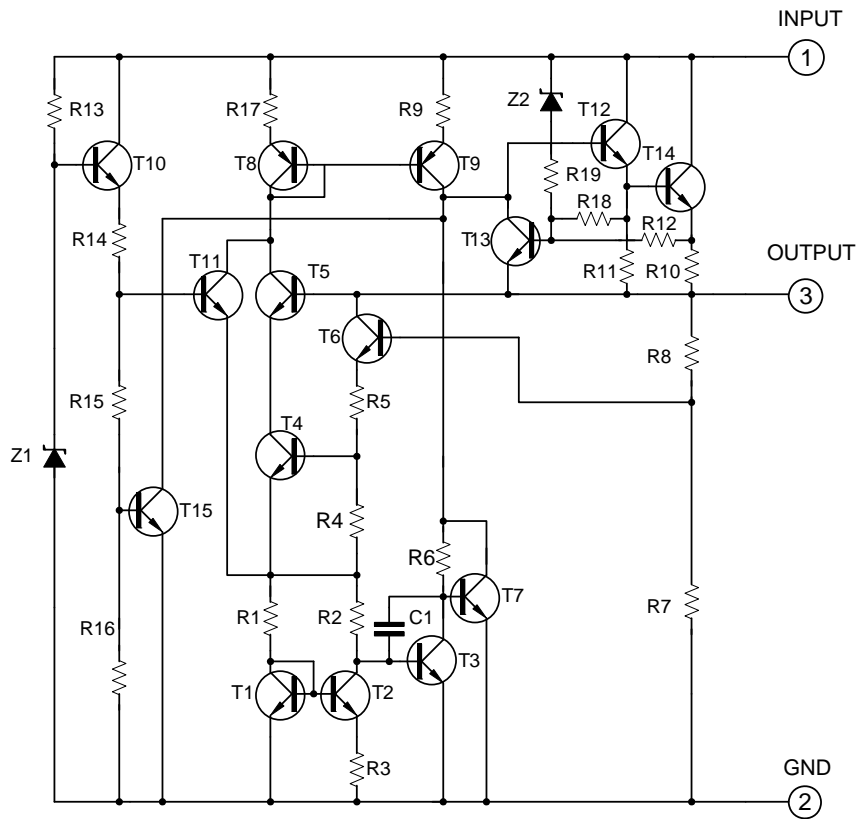 INPUT
1
R13
R17
R9
Z2
T12
T10
T8
T9
T14
R19
R18
R14
T13
R12
T11
T5
R11
R10
OUTPUT
3
T6
R8
R15
R5
T4
Z1
T15
R4
R6
T7
R16
R1
R2
C1
R7
T3
T1
T2
R3
GND
2